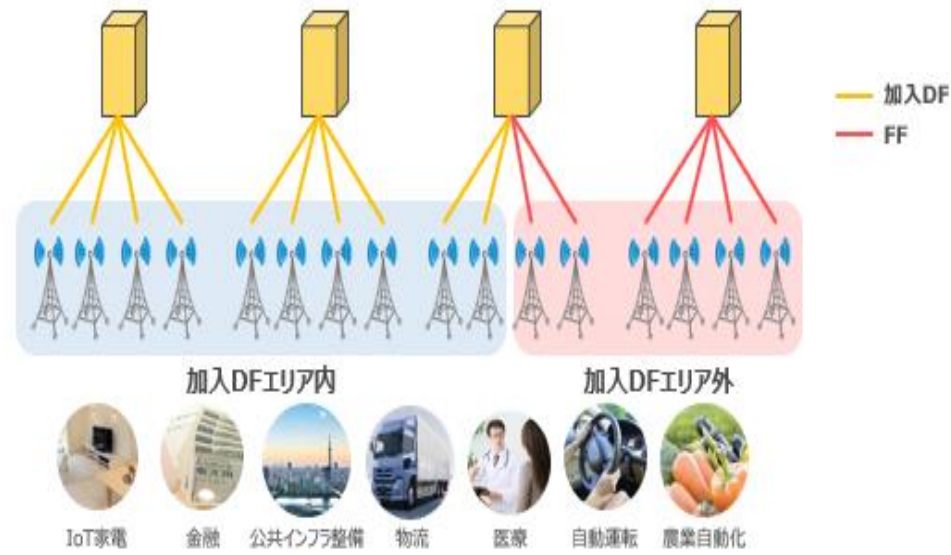 加入DF
FF
加入DFエリア内
加入DFエリア外
IoT家電
金融
公共インフラ整備
物流
医療
自動運転
農業自動化